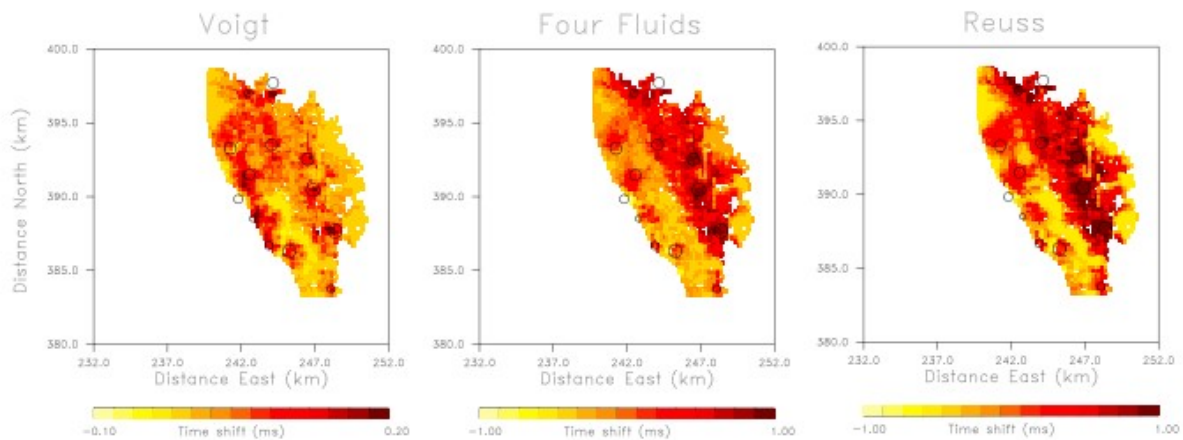 Voigt
Four Fluids
Reuss
400.0
395.0
390.0
385.0
380.0
Distance North (km)
232.0 237.0 242.0 247.0 252.0
Distance East (km)
-0.10 Time shift (ms) 0.20
400.0
395.0
390.0
385.0
380.0
232.0 237.0 242.0 247.0 252.0
Distance East (km)
-1.00 Time shift (ms) 1.00
400.0
395.0
390.0
385.0
380.0
232.0 237.0 242.0 247.0 252.0
Distance East (km)
-1.00 Time shift (ms) 1.00